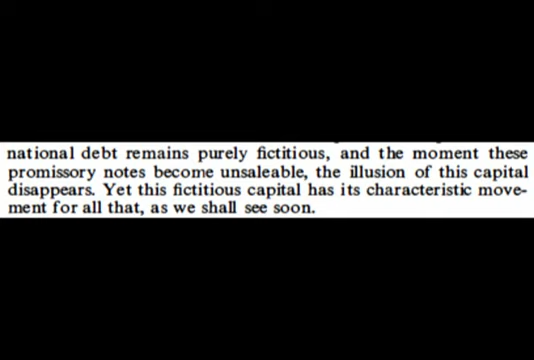 national debt remains purely fictitious, and the moment these
promissory notes become unsaleable, the illusion of this capital
disappears. Yet this fictitious capital has its characteristic move-
ment for all that, as we shall see soon.